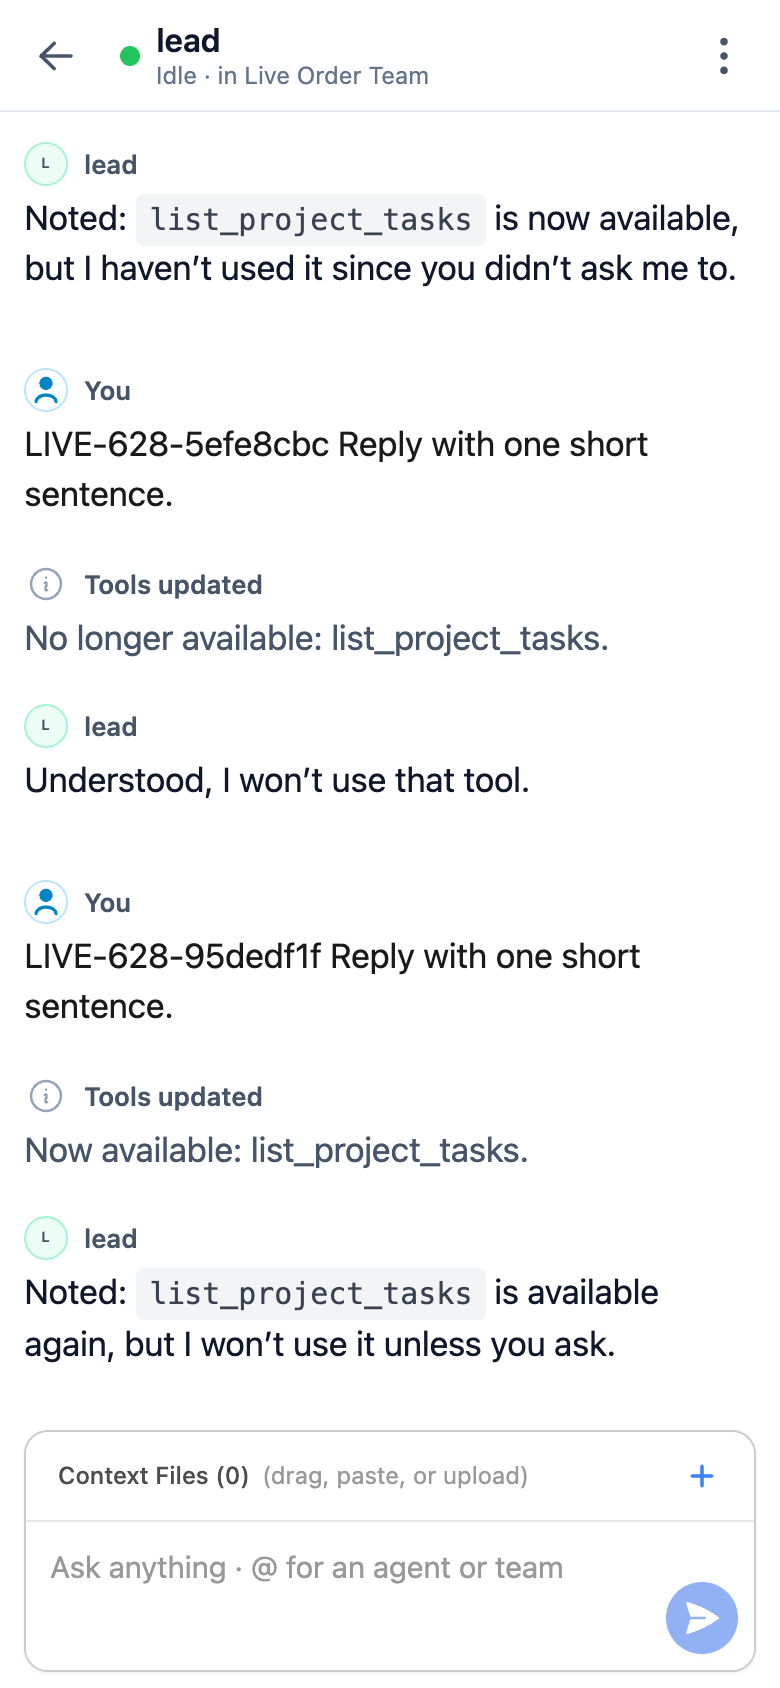 lead
Idle · in Live Order Team
L lead
Noted: list_project_tasks is now available,
but I haven’t used it since you didn’t ask me to.
You
LIVE-628-5efe8cbc Reply with one short
sentence.
Tools updated
No longer available: list_project_tasks.
L lead
Understood, I won’t use that tool.
You
LIVE-628-95dedf1f Reply with one short
sentence.
Tools updated
Now available: list_project_tasks.
L lead
Noted: list_project_tasks is available
again, but I won’t use it unless you ask.
Context Files (0) (drag, paste, or upload)
Ask anything · @ for an agent or team